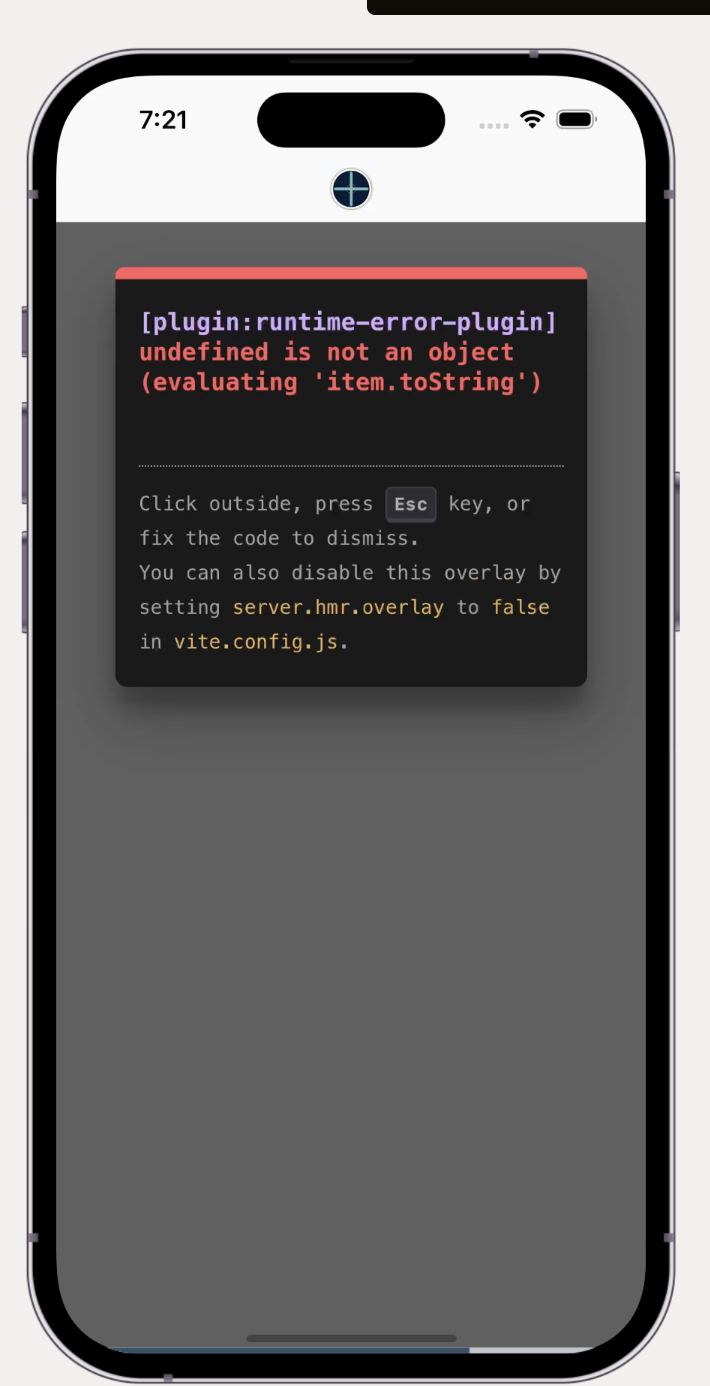 7:21
[plugin:runtime-error-plugin]
undefined is not an object
(evaluating 'item.toString')
Click outside, press Esc key, or
fix the code to dismiss.
You can also disable this overlay by
setting server.hmr.overlay to false
in vite.config.js.